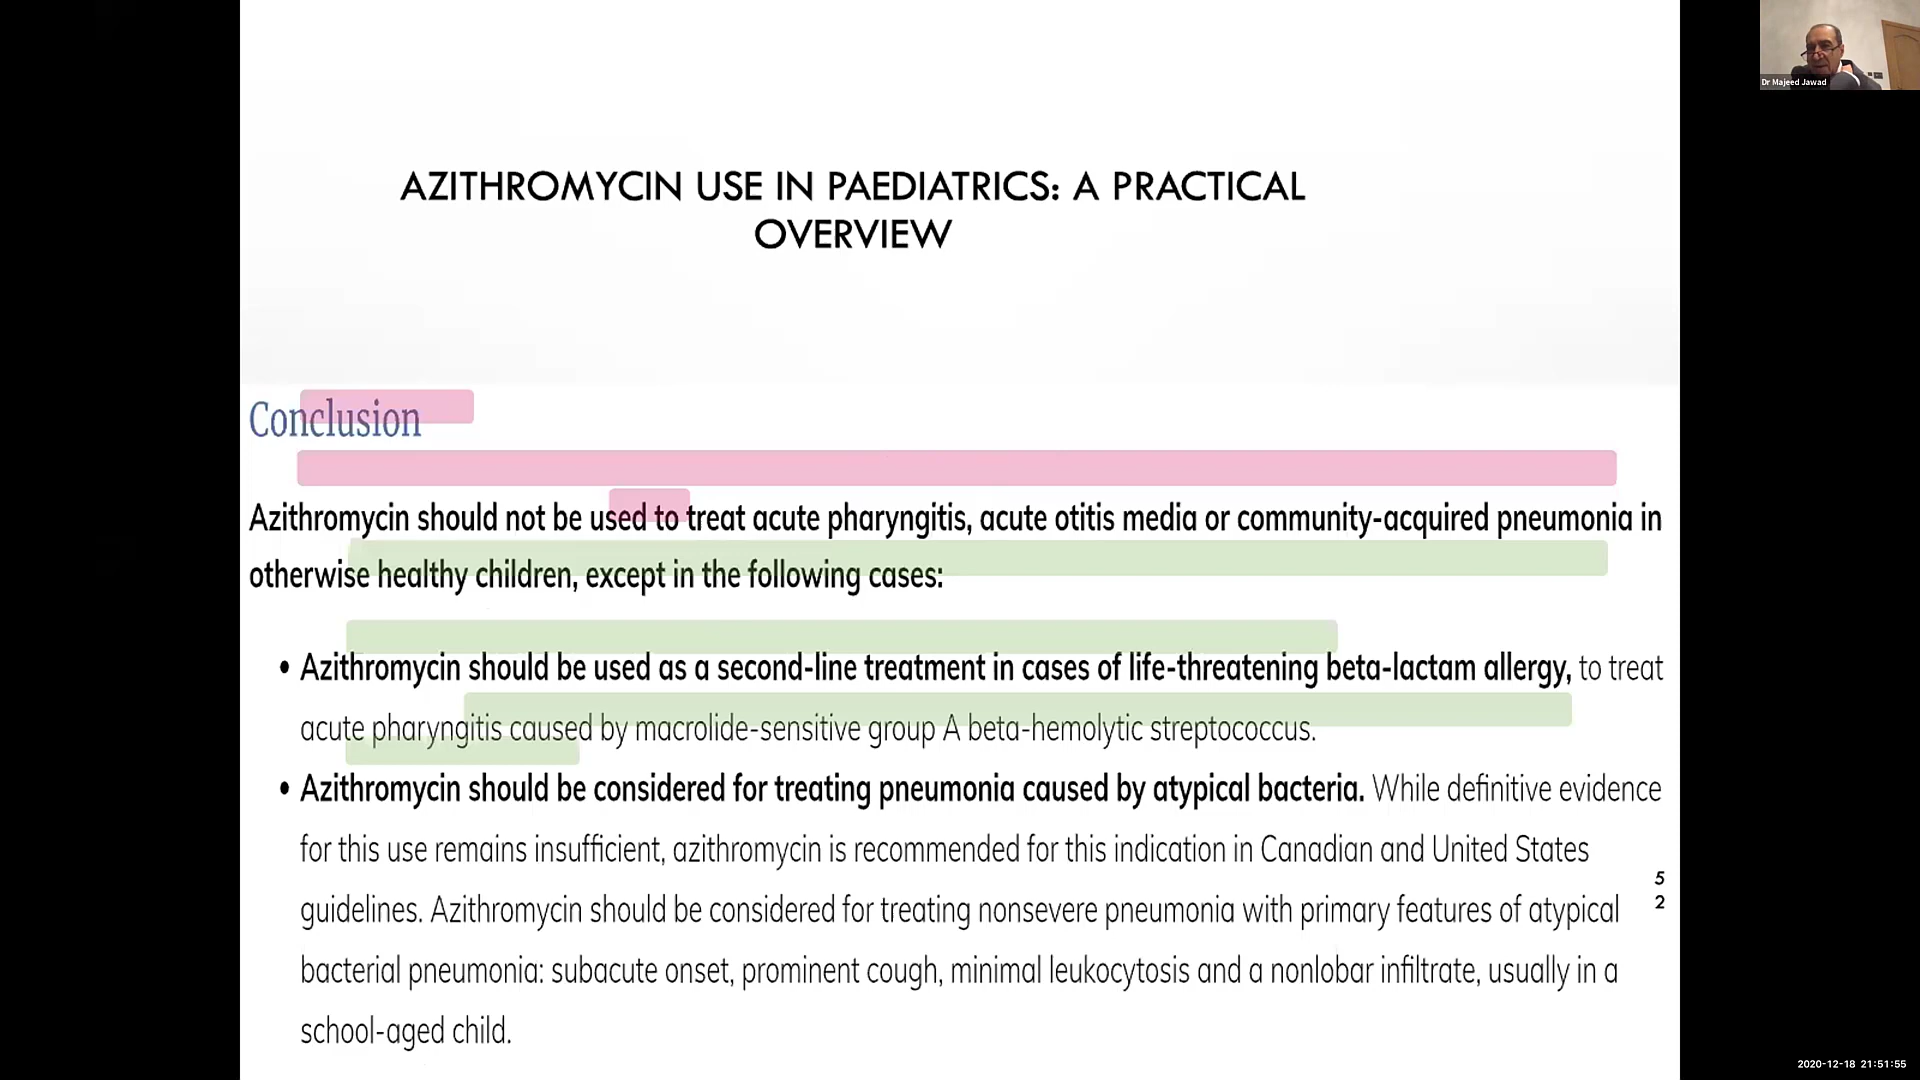 Dr Majeed Jawad
AZITHROMYCIN USE IN PAEDIATRICS: A PRACTICAL
OVERVIEW
Conclusion
Azithromycin should not be used to treat acute pharyngitis, acute otitis media or community-acquired pneumonia in
otherwise healthy children, except in the following cases:
• Azithromycin should be used as a second-line treatment in cases of life-threatening beta-lactam allergy, to treat
acute pharyngitis caused by macrolide-sensitive group A beta-hemolytic streptococcus.
• Azithromycin should be considered for treating pneumonia caused by atypical bacteria. While definitive evidence
for this use remains insufficient, azithromycin is recommended for this indication in Canadian and United States
guidelines. Azithromycin should be considered for treating nonsevere pneumonia with primary features of atypical
bacterial pneumonia: subacute onset, prominent cough, minimal leukocytosis and a nonlobar infiltrate, usually in a
school-aged child.
5
2
2020-12-18 21:51:55